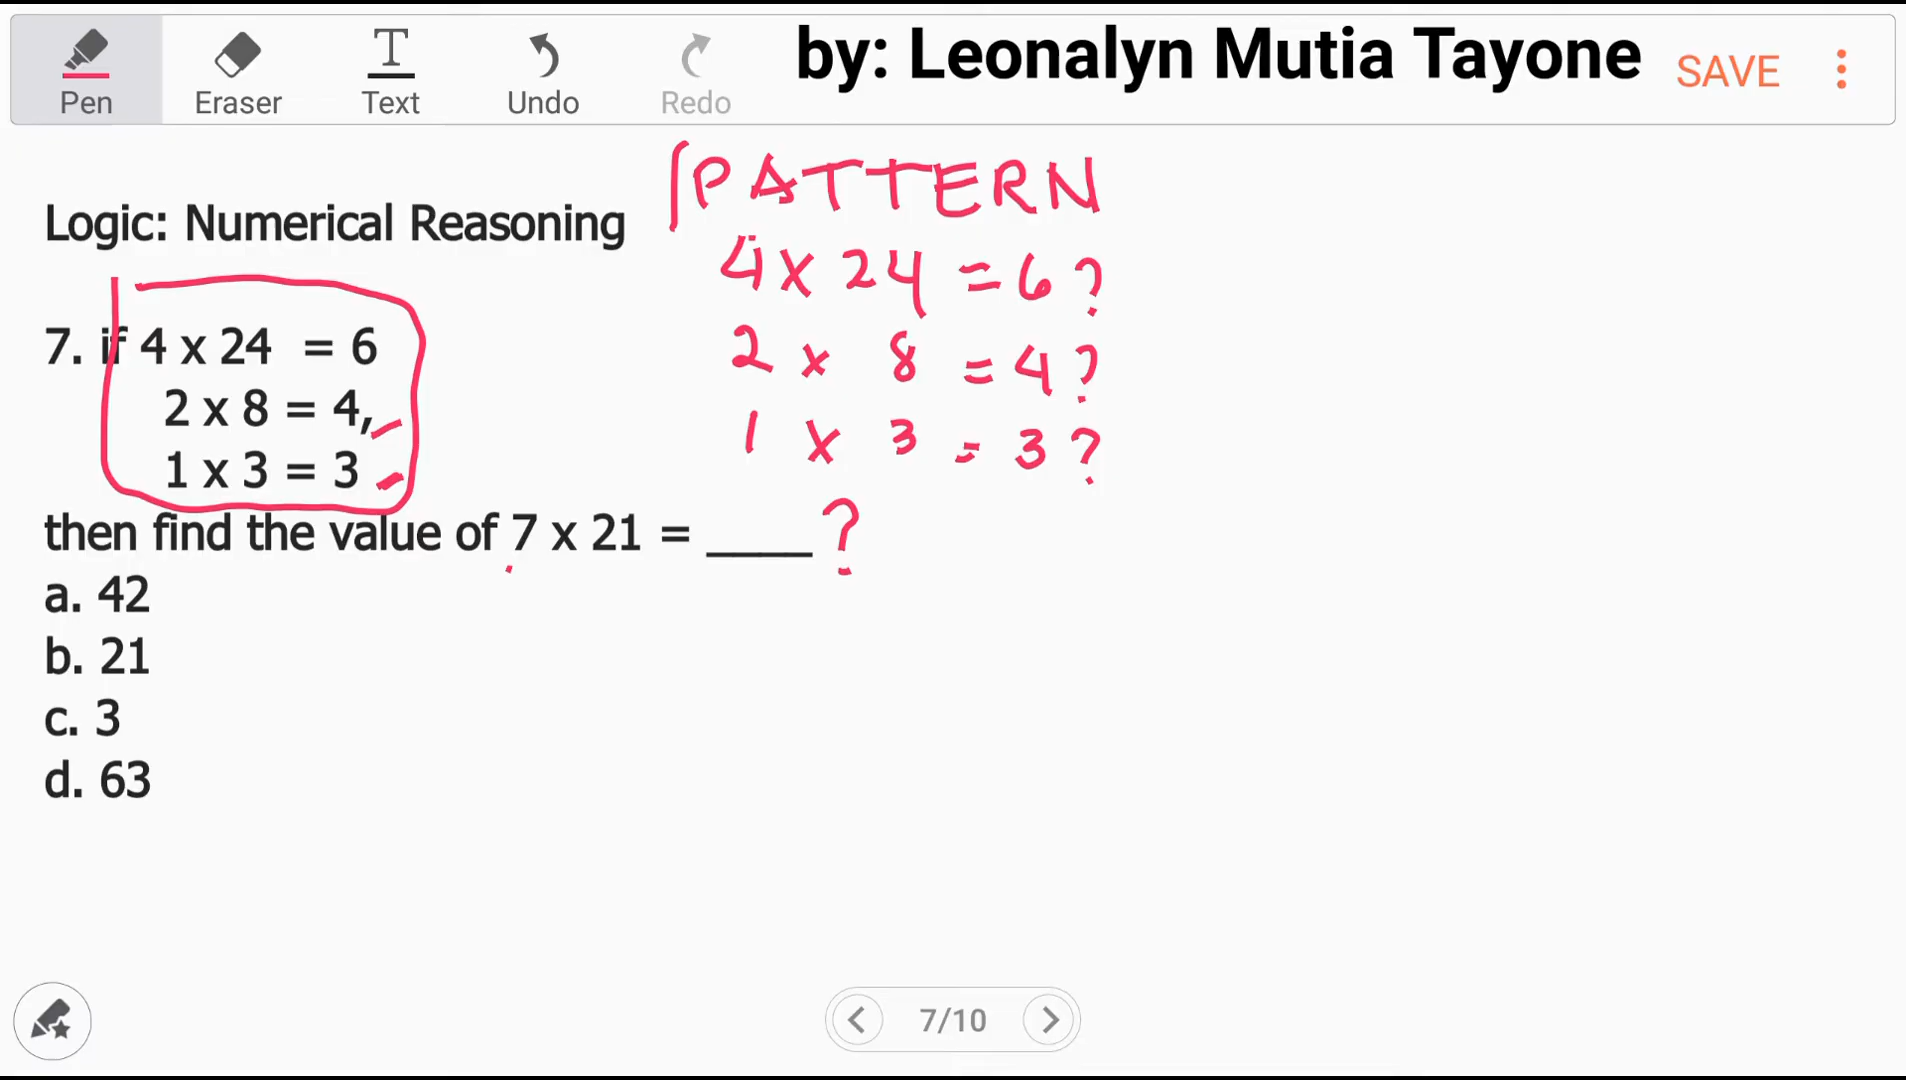 by: Leonalyn Mutia Tayone
SAVE
Pen
Eraser
Text
Undo
Redo
PATTERN
Logic: Numerical Reasoning
4 x 24 = 6 ?
2 x 8 = 4 ?
1 x 3 = 3 ?
7. if 4 x 24 = 6
2 x 8 = 4,
1 x 3 = 3
then find the value of 7 x 21 = ____ ?
a. 42
b. 21
c. 3
d. 63
7/10